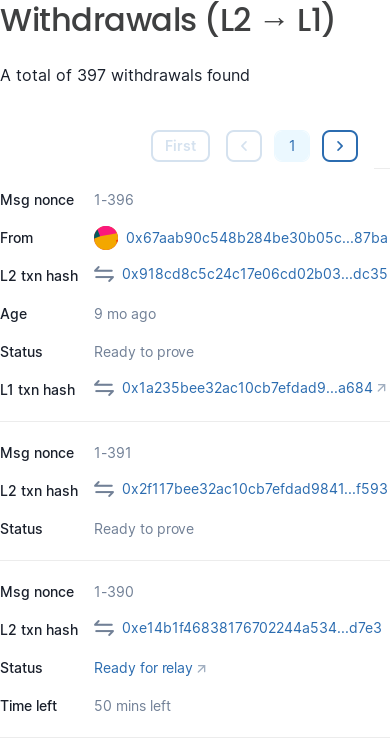 Withdrawals (L2 → L1)
A total of 397 withdrawals found
First 1
Msg nonce 1-396
From 0x67aab90c548b284be30b05c...87ba
L2 txn hash 0x918cd8c5c24c17e06cd02b03...dc35
Age 9 mo ago
Status Ready to prove
L1 txn hash 0x1a235bee32ac10cb7efdad9...a684
Msg nonce 1-391
L2 txn hash 0x2f117bee32ac10cb7efdad9841...f593
Status Ready to prove
Msg nonce 1-390
L2 txn hash 0xe14b1f46838176702244a534...d7e3
Status Ready for relay
Time left 50 mins left